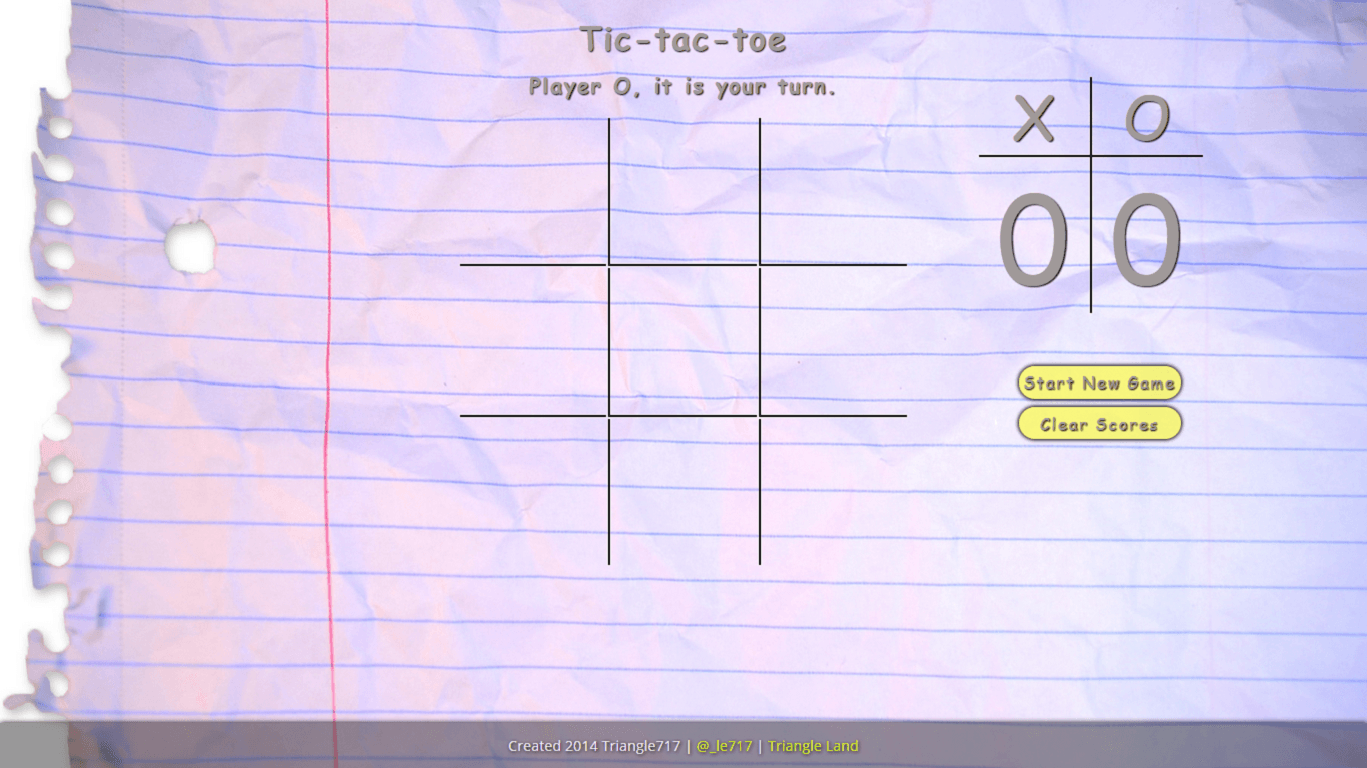 Tic-tac-toe
Player O, it is your turn.
X O
0 0
Start New Game
Clear Scores
Created 2014 Triangle717 | @_le717 | Triangle Land